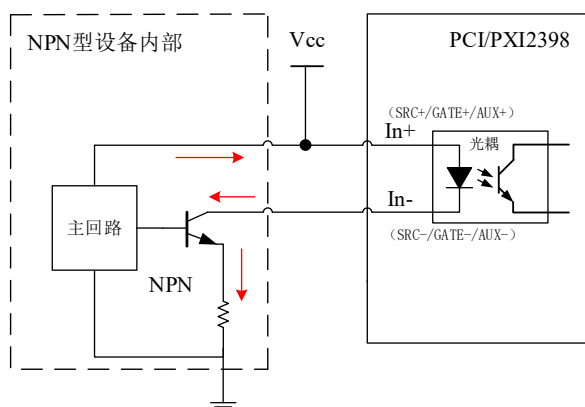 NPN型设备内部
Vcc
PCI/PXI2398
（SRC+/GATE+/AUX+）
In+
光耦
主回路
In-
（SRC-/GATE-/AUX-）
NPN